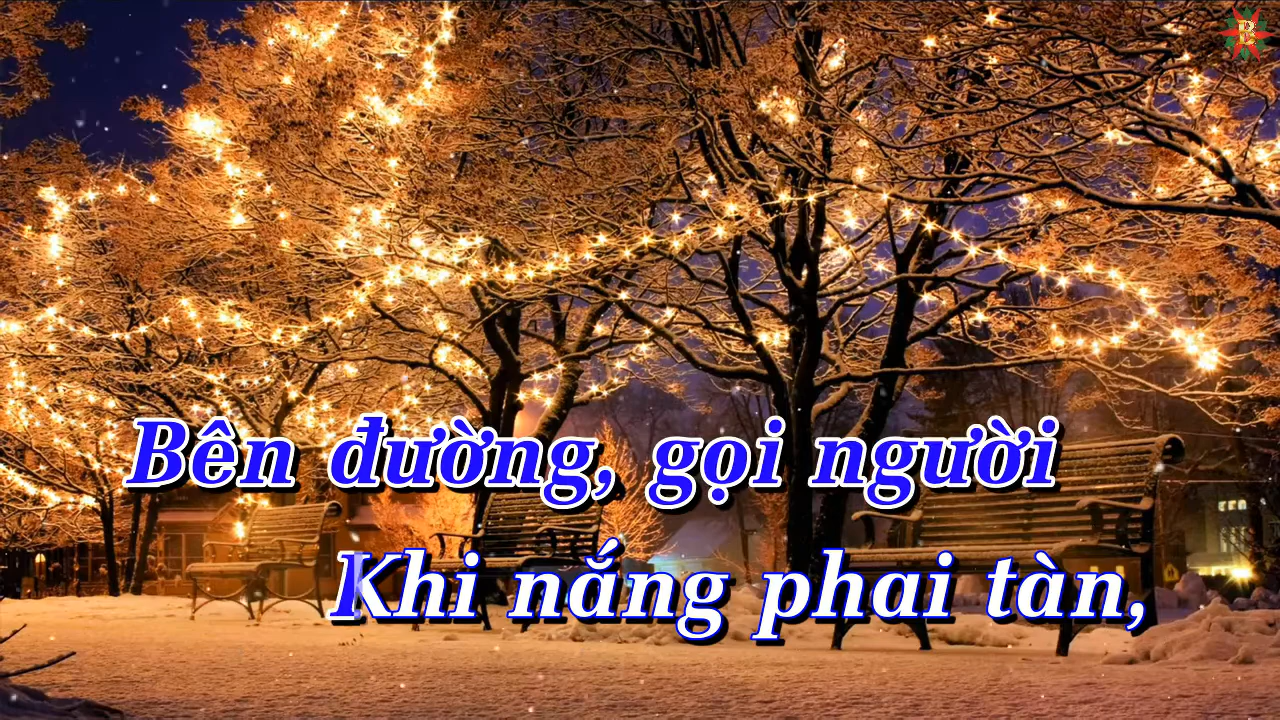 Bên đường, gọi người
Khi nắng phai tàn,